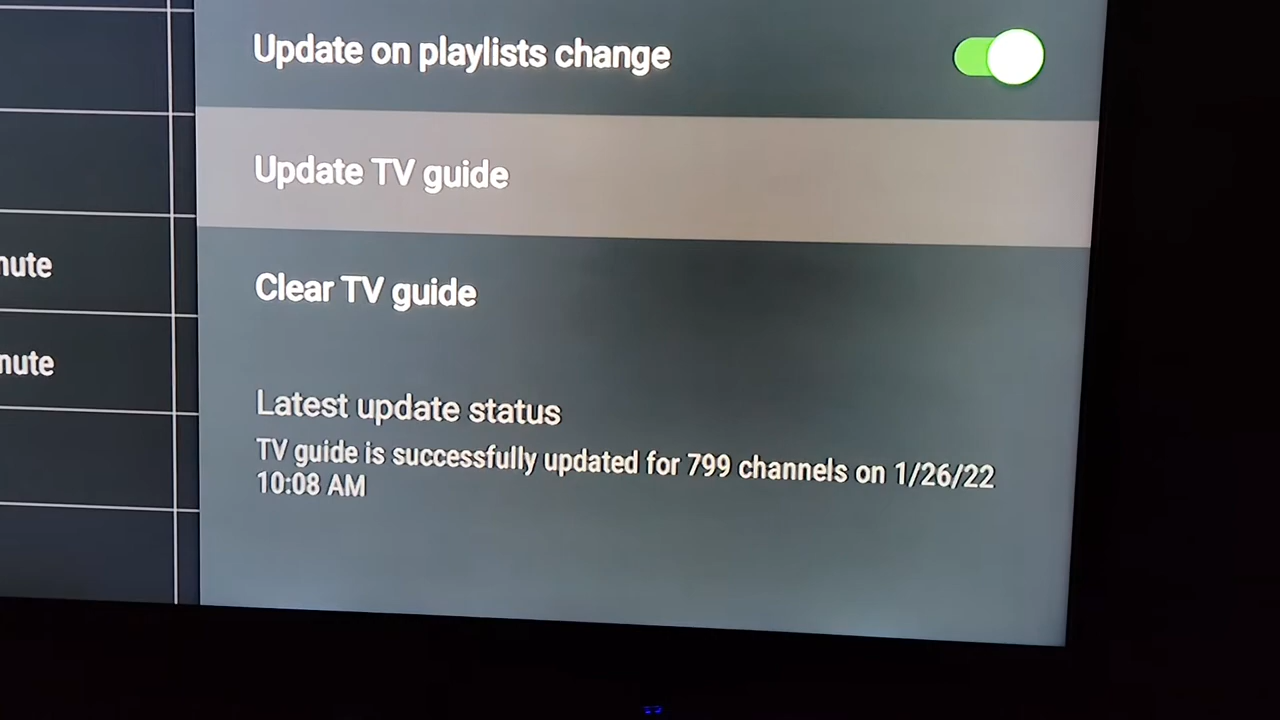 Update on playlists change
Update TV guide
Clear TV guide
nute
nute
Latest update status
TV guide is successfully updated for 799 channels on 1/26/22
10:08 AM